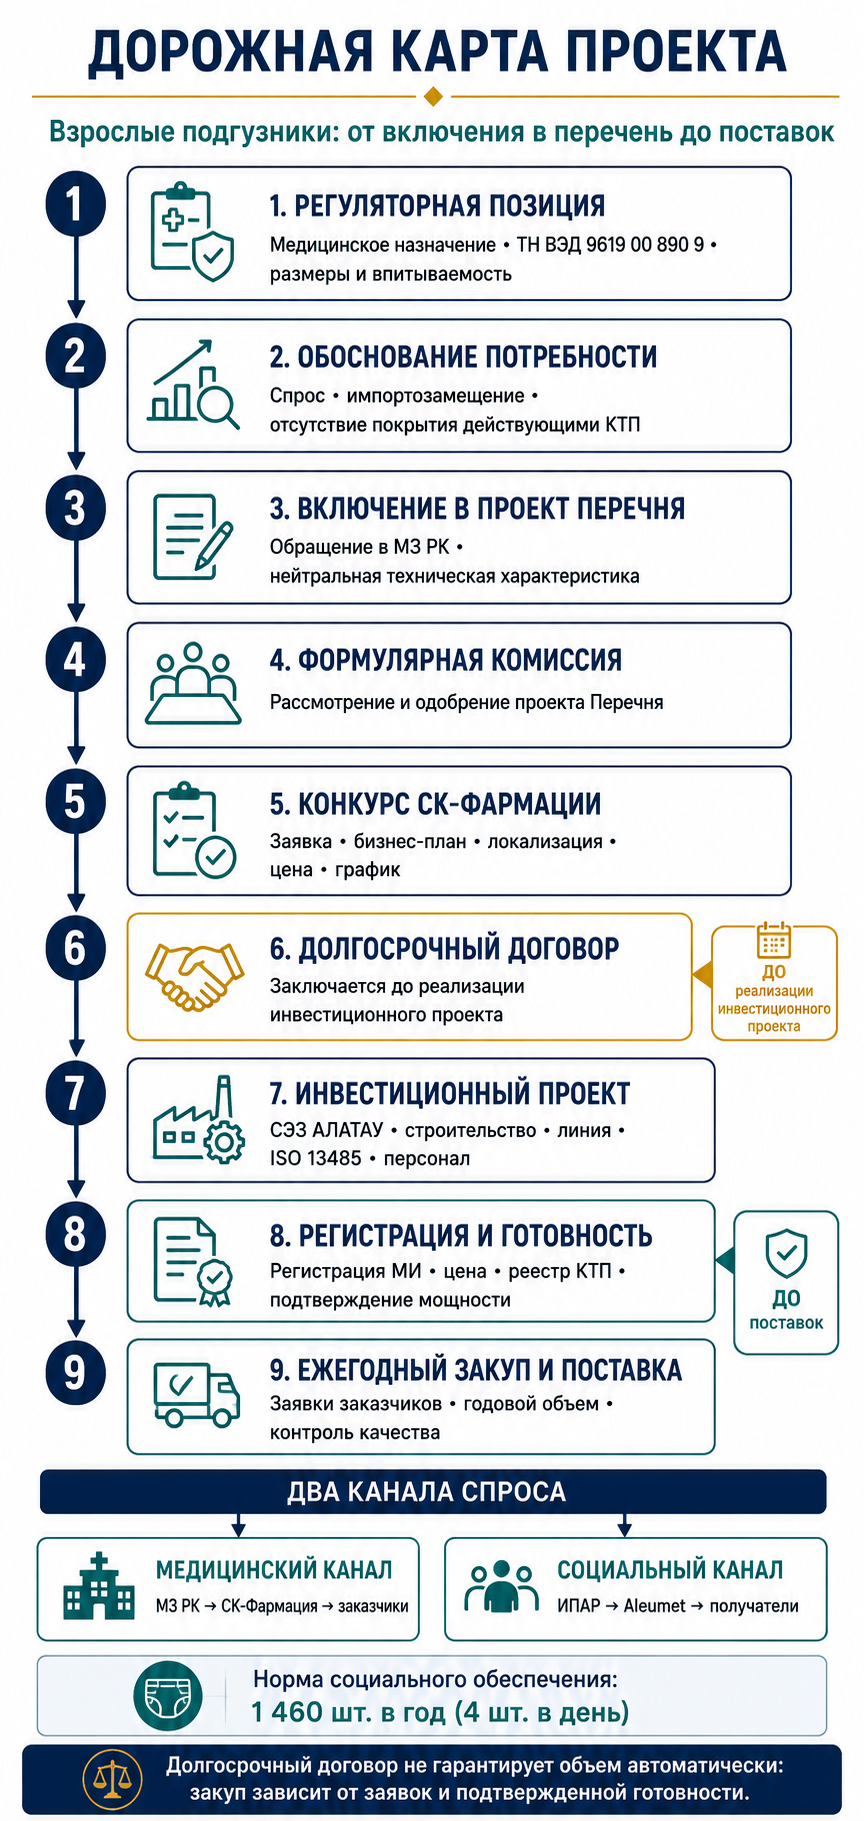 ДОРОЖНАЯ КАРТА ПРОЕКТА
Взрослые подгузники: от включения в перечень до поставок
1
1. РЕГУЛЯТОРНАЯ ПОЗИЦИЯ
Медицинское назначение • ТН ВЭД 9619 00 890 9 •
размеры и впитываемость
2
2. ОБОСНОВАНИЕ ПОТРЕБНОСТИ
Спрос • импортозамещение •
отсутствие покрытия действующими КТП
3
3. ВКЛЮЧЕНИЕ В ПРОЕКТ ПЕРЕЧНЯ
Обращение в МЗ РК •
нейтральная техническая характеристика
4
4. ФОРМУЛЯРНАЯ КОМИССИЯ
Рассмотрение и одобрение проекта Перечня
5
5. КОНКУРС СК-ФАРМАЦИИ
Заявка • бизнес-план • локализация •
цена • график
6
6. ДОЛГОСРОЧНЫЙ ДОГОВОР
Заключается до реализации
инвестиционного проекта
ДО
реализации
инвестиционного
проекта
7
7. ИНВЕСТИЦИОННЫЙ ПРОЕКТ
СЭЗ АЛАТАУ • строительство • линия •
ISO 13485 • персонал
8
8. РЕГИСТРАЦИЯ И ГОТОВНОСТЬ
Регистрация МИ • цена • реестр КТП •
подтверждение мощности
ДО
поставок
9
9. ЕЖЕГОДНЫЙ ЗАКУП И ПОСТАВКА
Заявки заказчиков • годовой объем •
контроль качества
ДВА КАНАЛА СПРОСА
МЕДИЦИНСКИЙ КАНАЛ
МЗ РК → СК-Фармация → заказчики
СОЦИАЛЬНЫЙ КАНАЛ
ИПАР → Aleumet → получатели
Норма социального обеспечения:
1 460 шт. в год (4 шт. в день)
Долгосрочный договор не гарантирует объем автоматически:
закуп зависит от заявок и подтвержденной готовности.